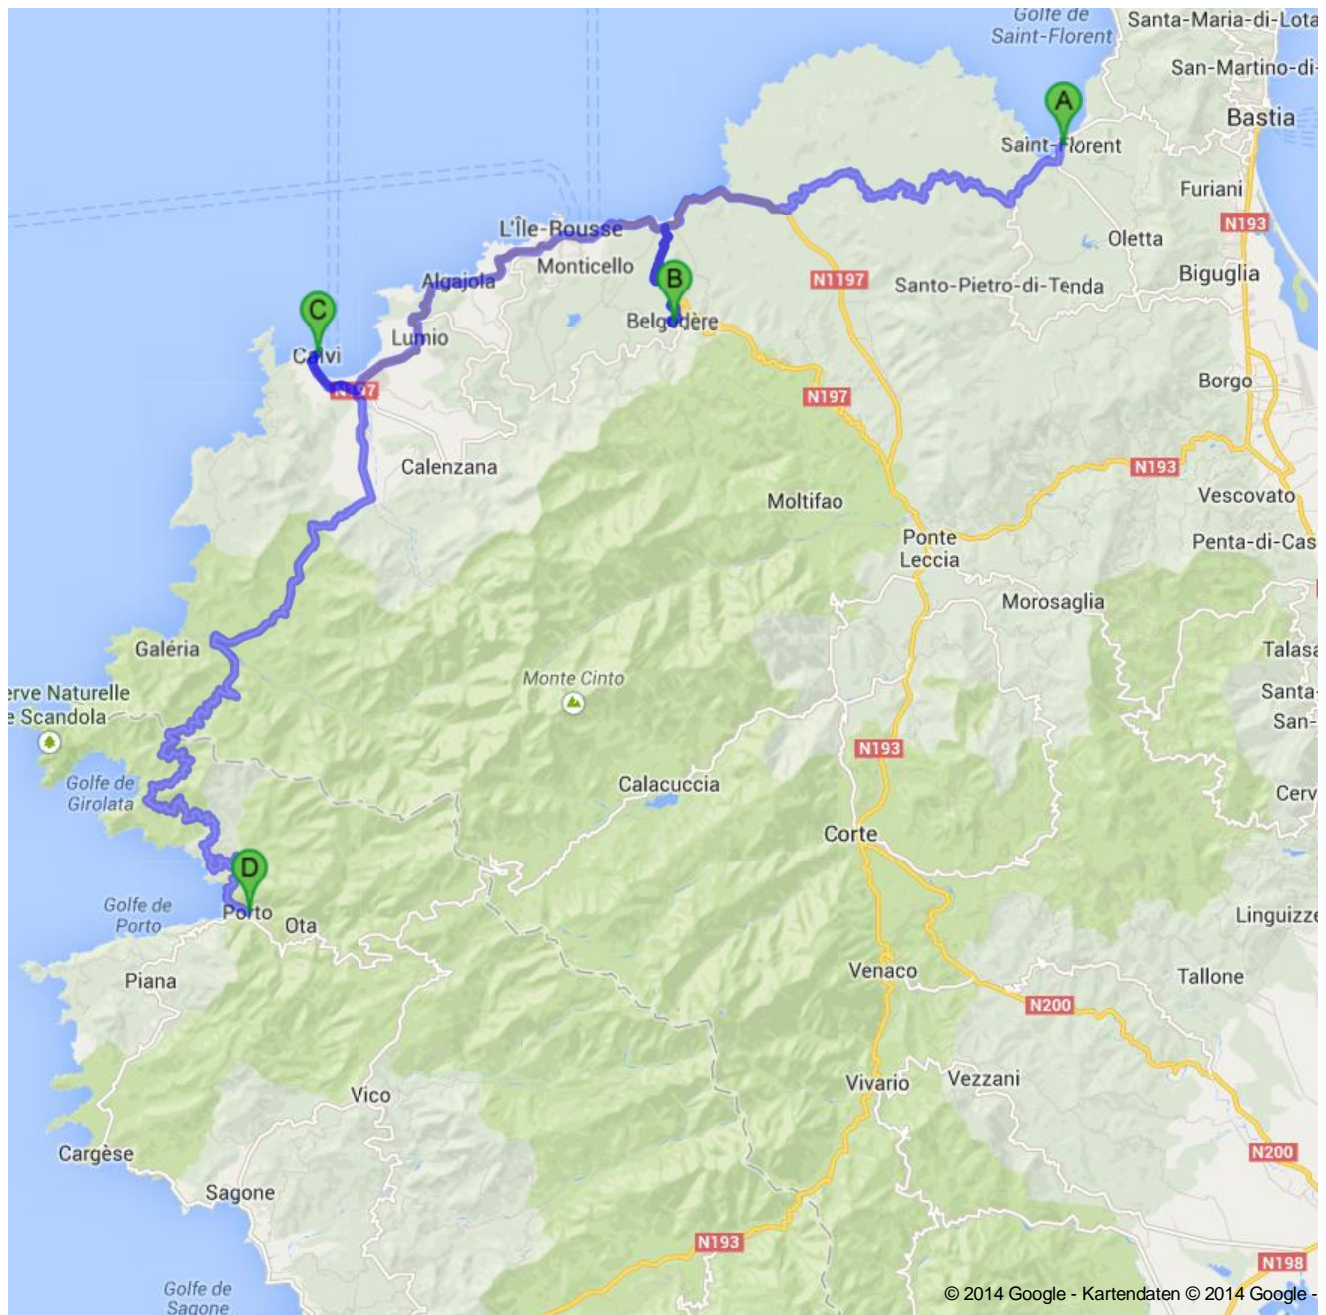 Golfe de
Saint-Florent
Santa-Maria-di-Lota
San-Martino-di-
A
Bastia
Saint-Florent
Furiani
N193
L'Île-Rousse
Oletta
Monticello
Biguglia
Algajola
N1197
Santo-Pietro-di-Tenda
B
C
Belgodère
Lumio
Calvi
N197
Borgo
N197
Calenzana
N193
Moltifao
Vescovato
Ponte
Leccia
Penta-di-Cas
Morosaglia
Galéria
Talasa
Monte Cinto
erve Naturelle
e Scandola
Santa-
San-
N193
Golfe de
Girolata
Calacuccia
Cerv
Corte
D
Golfe de
Porto
Porto
Ota
Linguizze
Piana
Venaco
Tallone
N200
Vivario
Vezzani
Vico
Cargèse
N200
Sagone
N193
N198
Golfe de
Sagone
© 2014 Google - Kartendaten © 2014 Google -